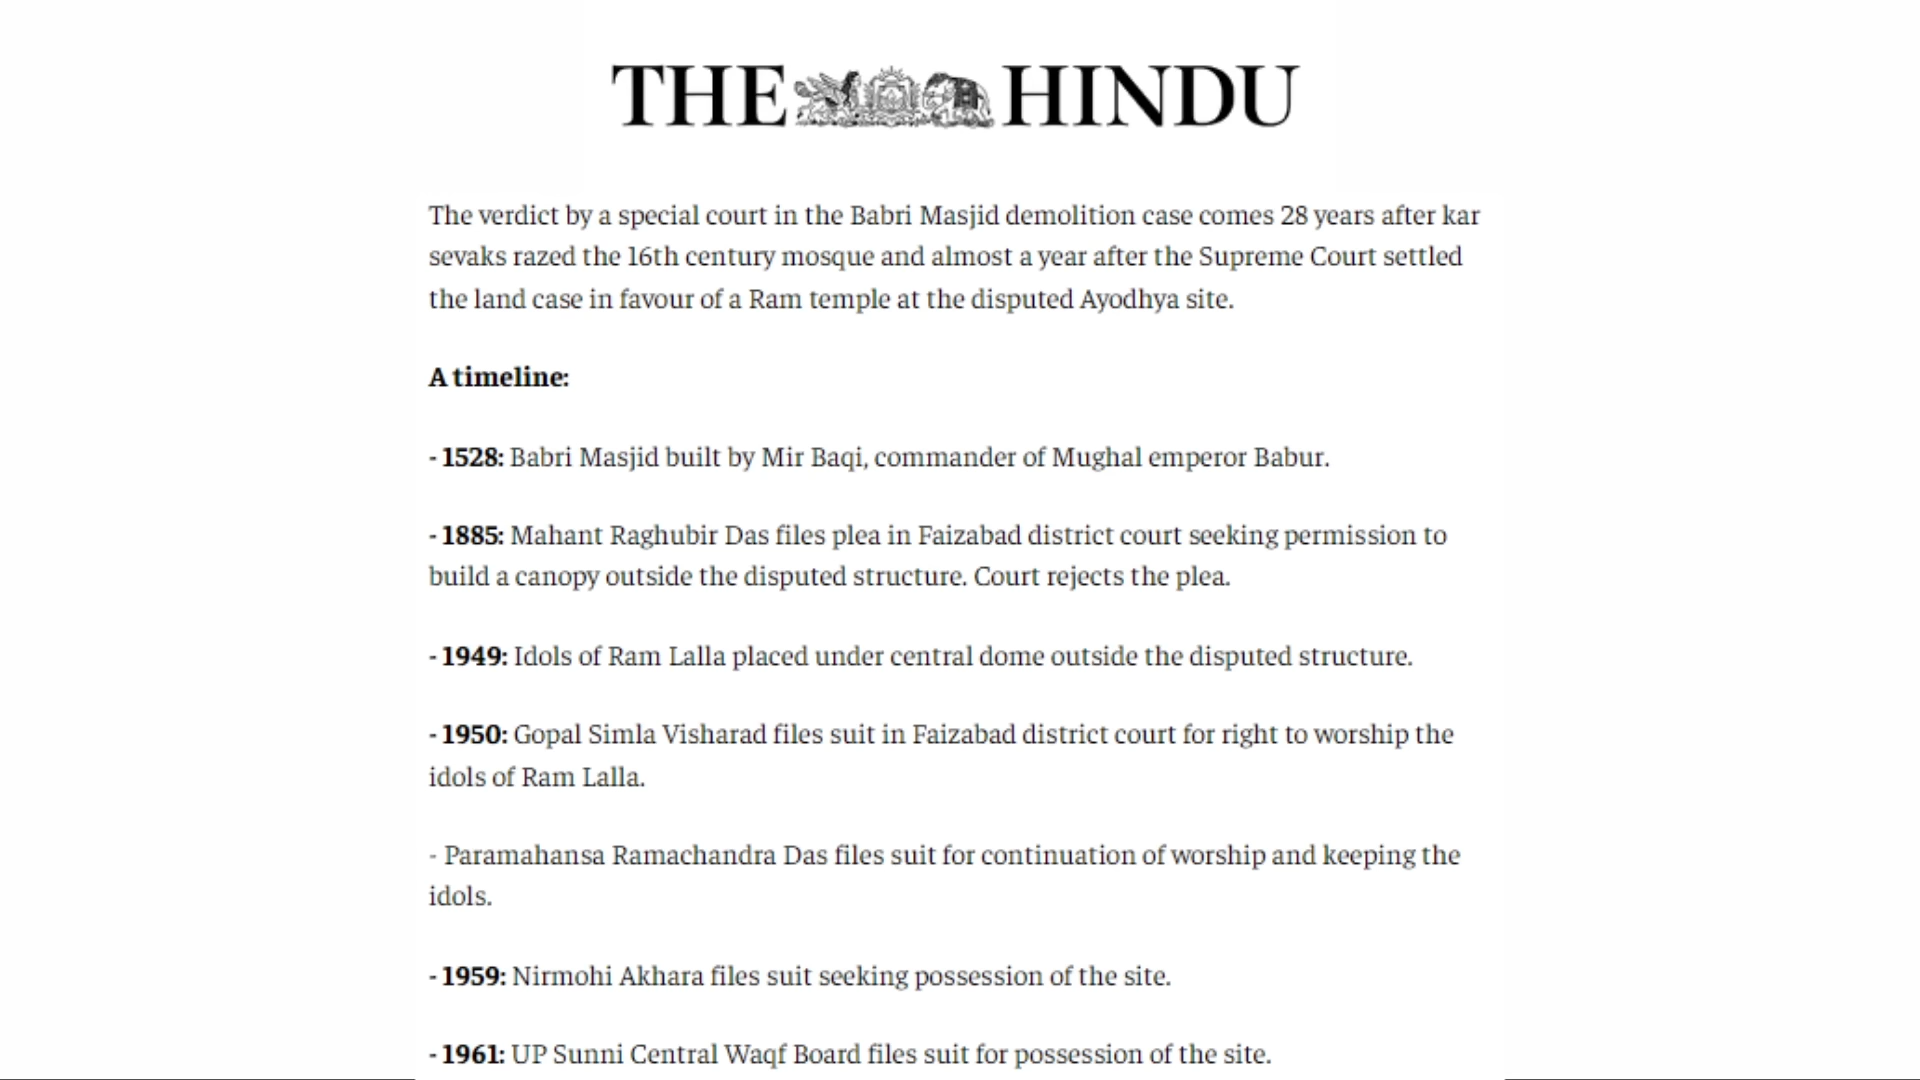 THE HINDU
The verdict by a special court in the Babri Masjid demolition case comes 28 years after kar
sevaks razed the 16th century mosque and almost a year after the Supreme Court settled
the land case in favour of a Ram temple at the disputed Ayodhya site.
A timeline:
- 1528: Babri Masjid built by Mir Baqi, commander of Mughal emperor Babur.
- 1885: Mahant Raghubir Das files plea in Faizabad district court seeking permission to
build a canopy outside the disputed structure. Court rejects the plea.
- 1949: Idols of Ram Lalla placed under central dome outside the disputed structure.
- 1950: Gopal Simla Visharad files suit in Faizabad district court for right to worship the
idols of Ram Lalla.
- Paramahansa Ramachandra Das files suit for continuation of worship and keeping the
idols.
- 1959: Nirmohi Akhara files suit seeking possession of the site.
- 1961: UP Sunni Central Waqf Board files suit for possession of the site.